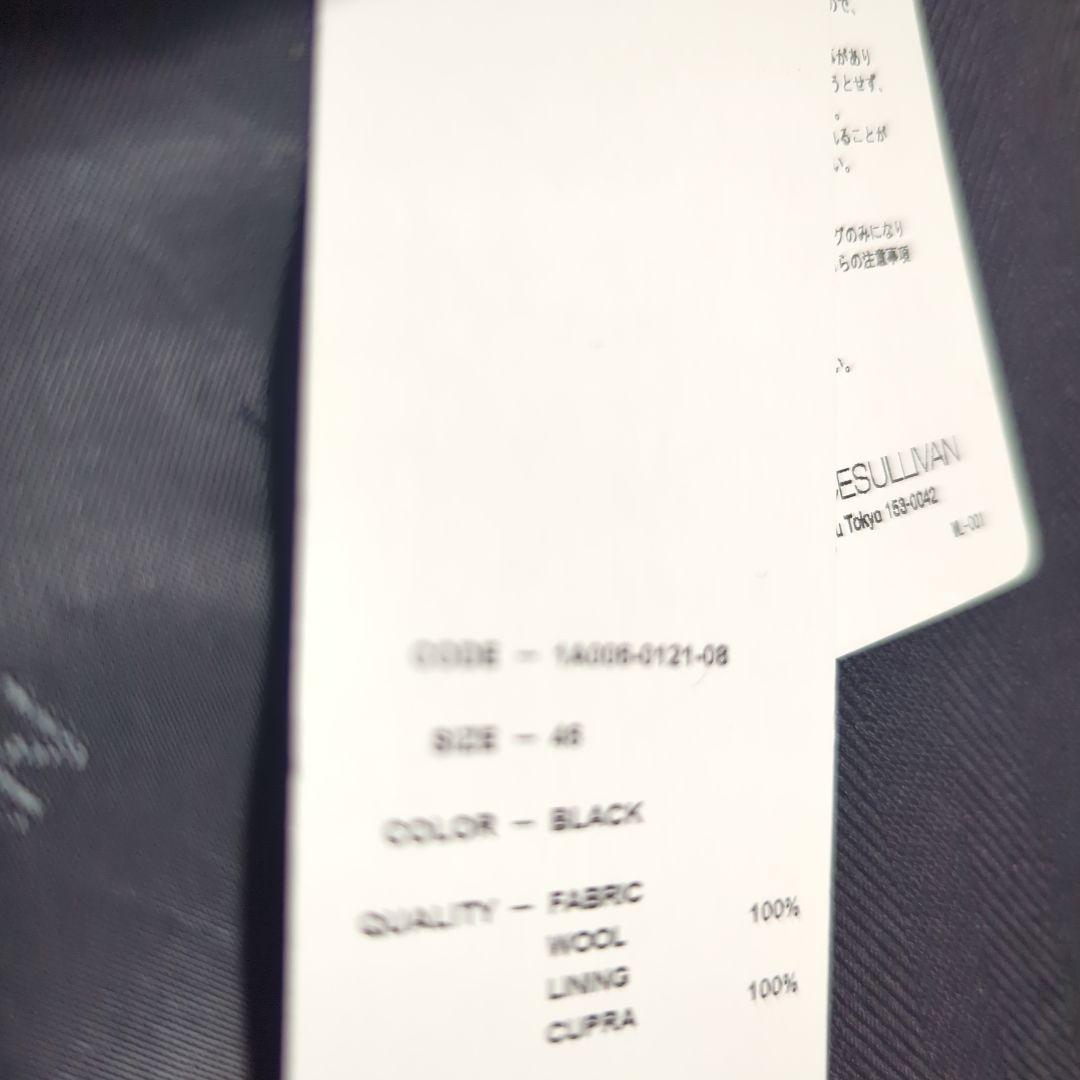 CODE — 1A006-0121-08
SIZE — 46
COLOR — BLACK
QUALITY — FABRIC
WOOL 100%
LINING
CUPRA 100%
ので、
があり
うとせず、
。
ることが
い。
グのみになり
らの注意事項
い。
ESULLIVAN
Tokyo 153-0042